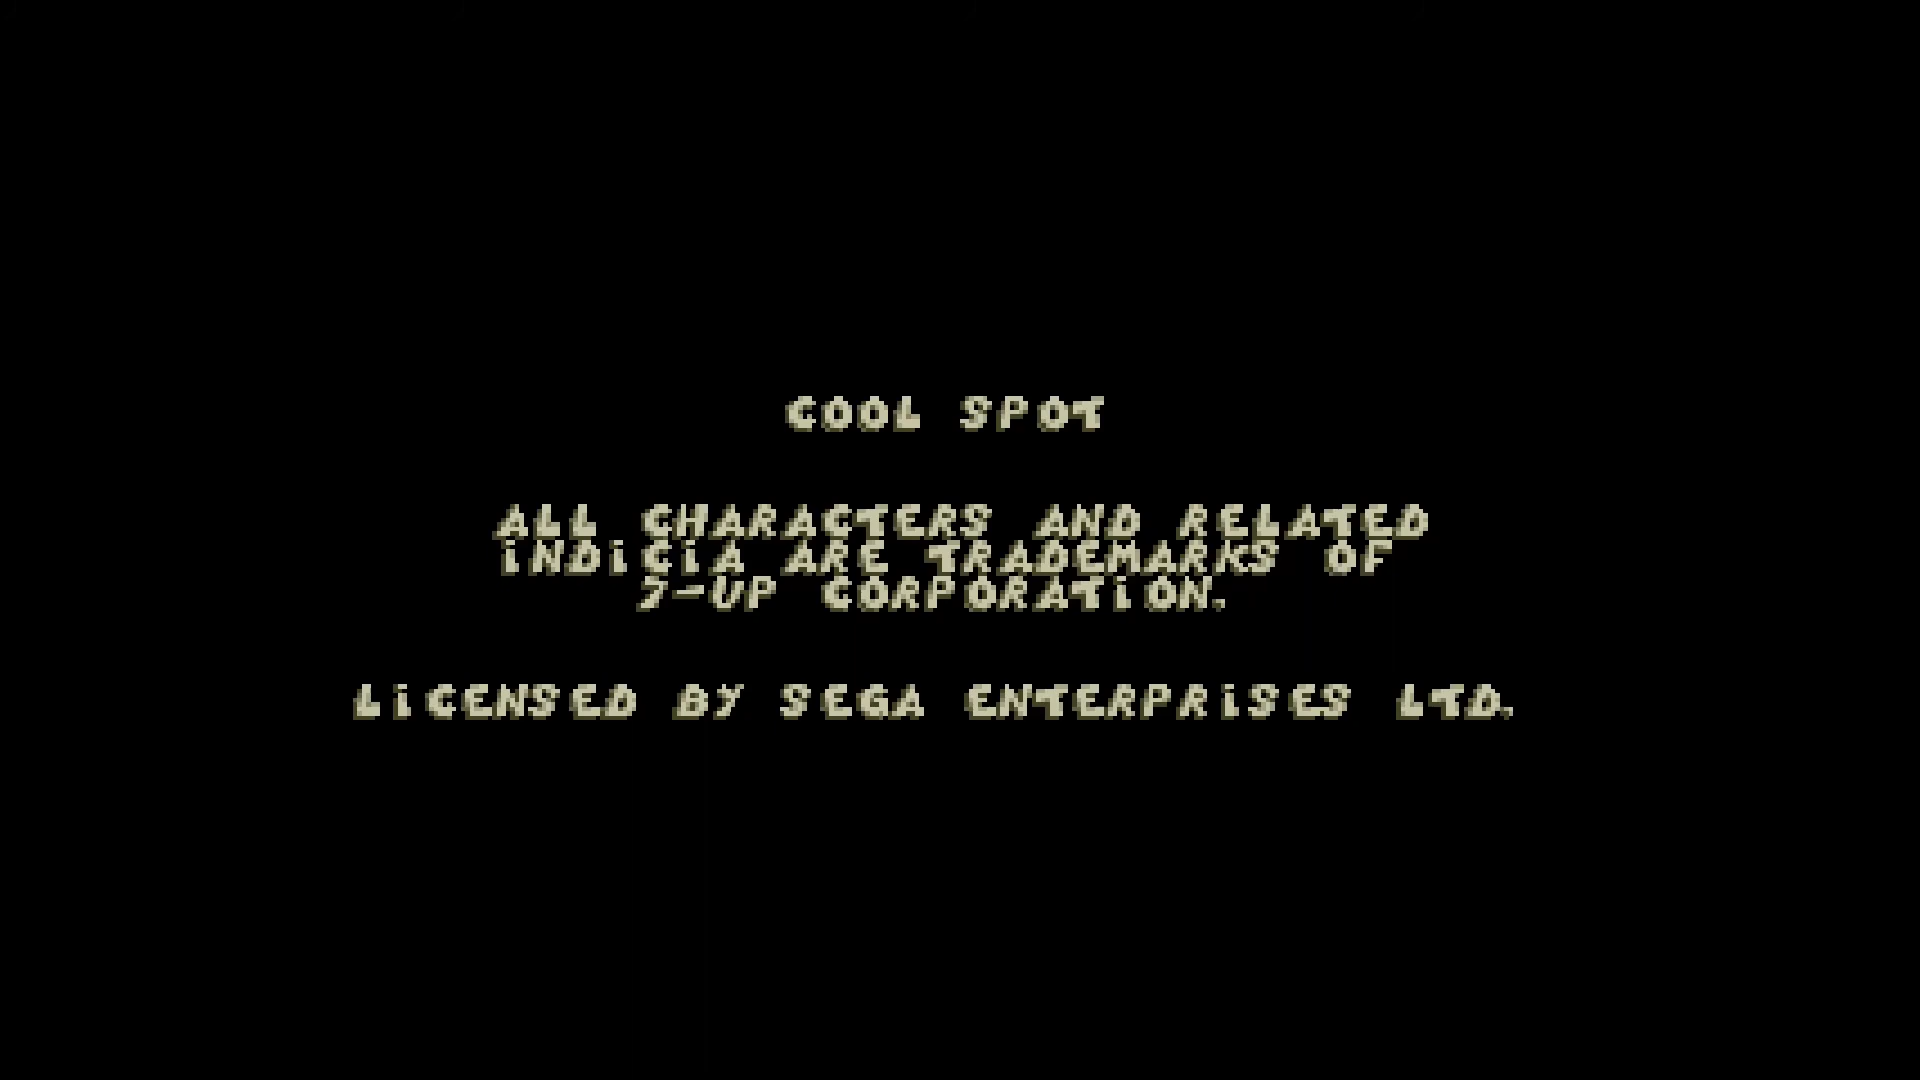 COOL SPOT
ALL CHARACTERS AND RELATED
iNDiCiA ARE TRADEMARKS OF
7-UP CORPORATiON.
LiCENSED BY SEGA ENTERPRiSES LTD.